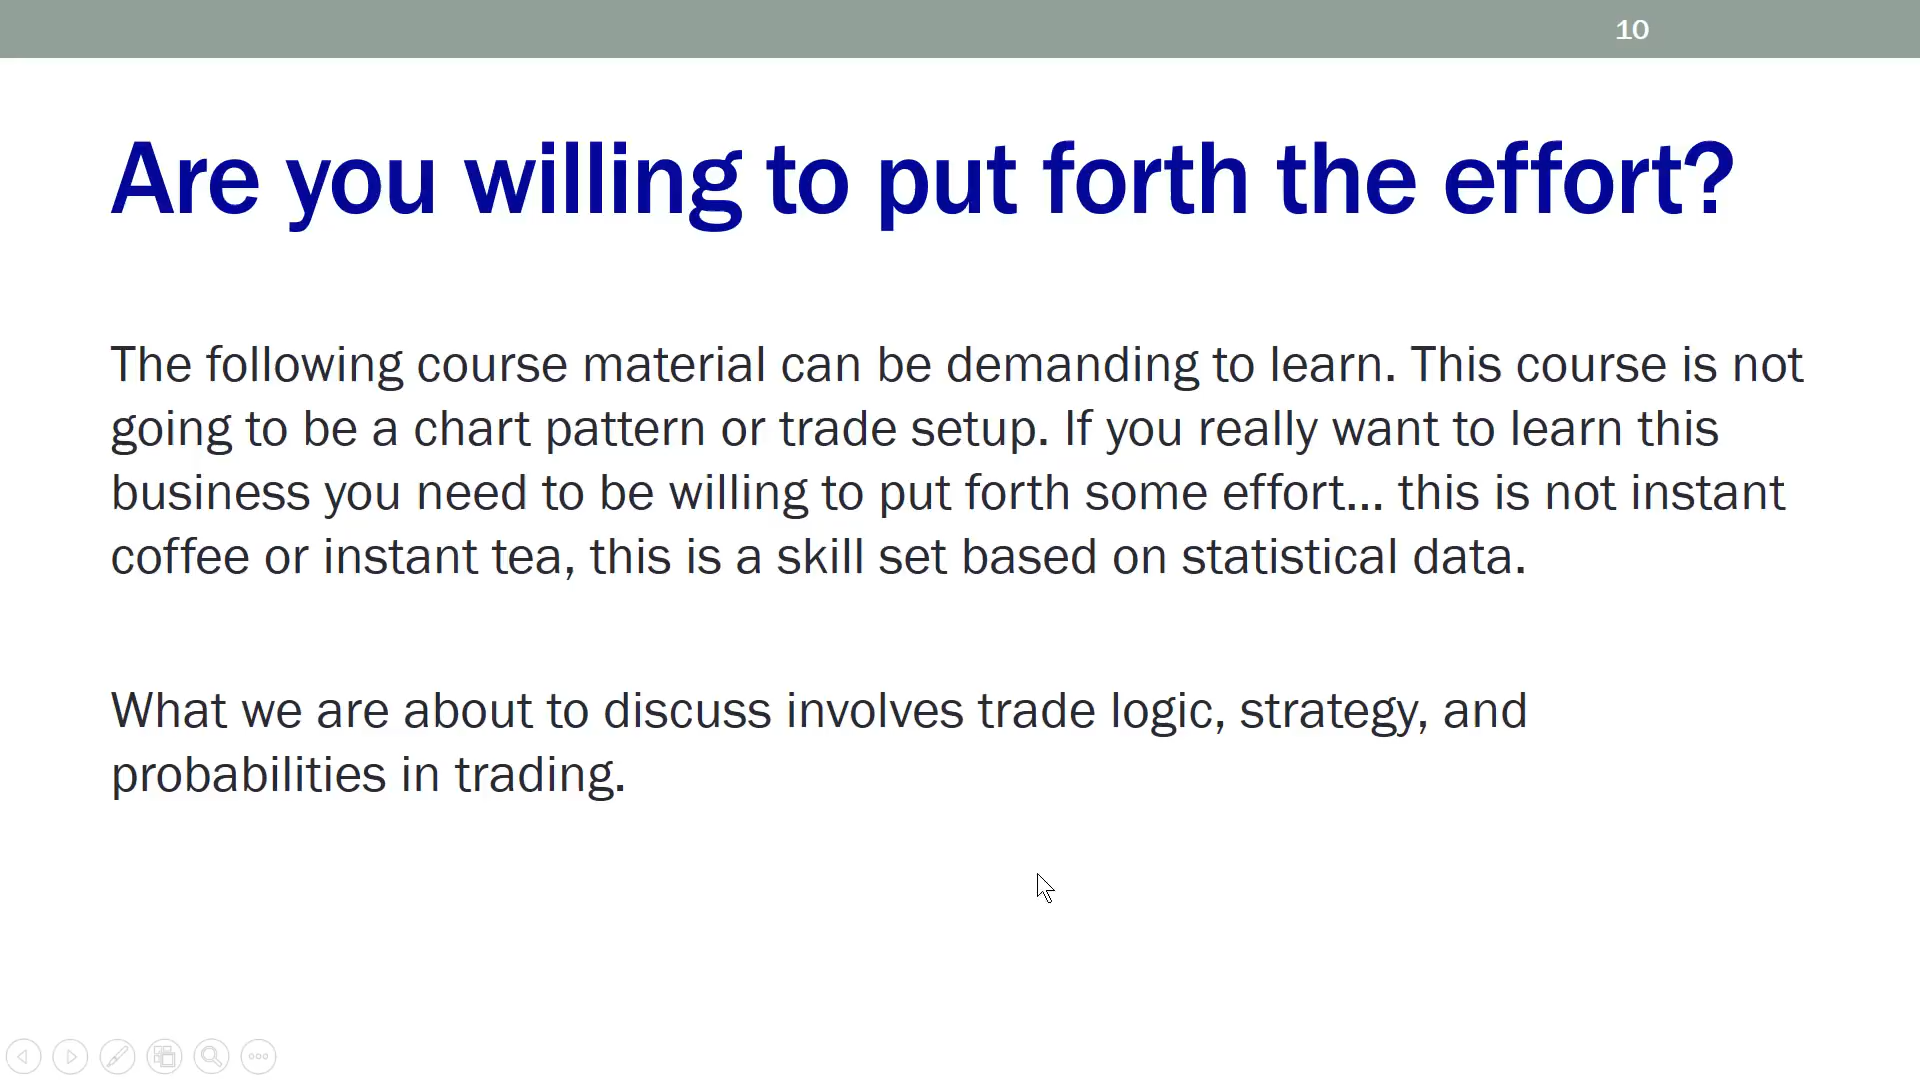 10
Are you willing to put forth the effort?
The following course material can be demanding to learn. This course is not
going to be a chart pattern or trade setup. If you really want to learn this
business you need to be willing to put forth some effort... this is not instant
coffee or instant tea, this is a skill set based on statistical data.
What we are about to discuss involves trade logic, strategy, and
probabilities in trading.